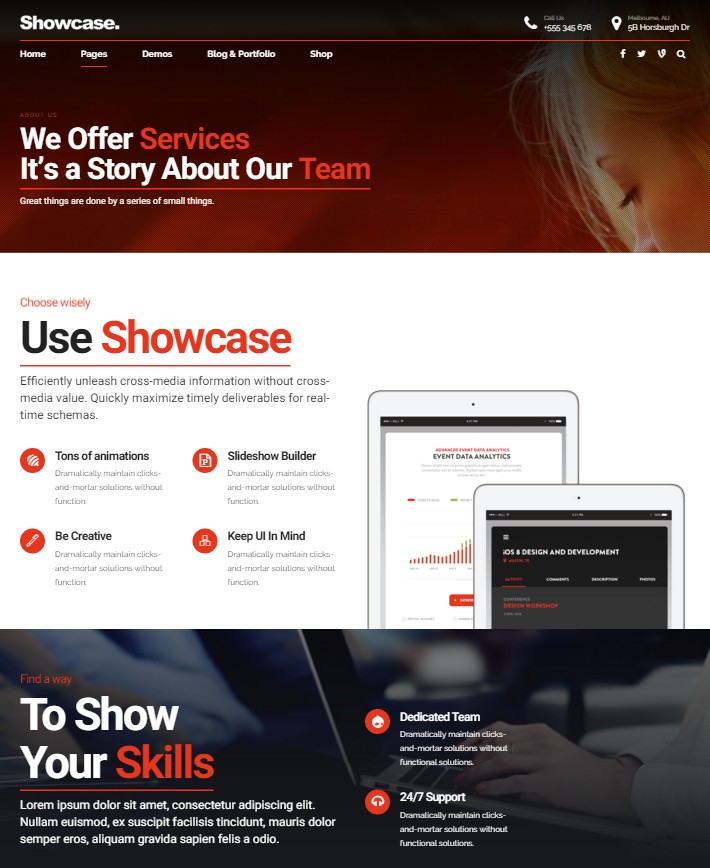 Showcase.
Call Us
+555 345 678
Melbourne, AU
5B Horsburgh Dr
Home
Pages
Demos
Blog & Portfolio
Shop
ABOUT US
We Offer Services
It's a Story About Our Team
Great things are done by a series of small things.
Choose wisely
Use Showcase
Efficiently unleash cross-media information without cross-
media value. Quickly maximize timely deliverables for real-
time schemas.
Tons of animations
Dramatically maintain clicks-
and-mortar solutions without
function.
Slideshow Builder
Dramatically maintain clicks-
and-mortar solutions without
function.
Be Creative
Dramatically maintain clicks-
and-mortar solutions without
function.
Keep UI In Mind
Dramatically maintain clicks-
and-mortar solutions without
function.
ADVANCED EVENT DATA ANALYTICS
EVENT DATA ANALYTICS
iOS 8 DESIGN AND DEVELOPMENT
AUSTIN, TX
ACTIVITY
COMMENTS
DESCRIPTION
PHOTOS
CONFERENCE
DESIGN WORKSHOP
Find a way
To Show
Your Skills
Lorem ipsum dolor sit amet, consectetur adipiscing elit.
Nullam euismod, ex suscipit facilisis tincidunt, mauris dolor
semper eros, aliquam gravida sapien felis a odio.
Dedicated Team
Dramatically maintain clicks-
and-mortar solutions without
functional solutions.
24/7 Support
Dramatically maintain clicks-
and-mortar solutions without
functional solutions.